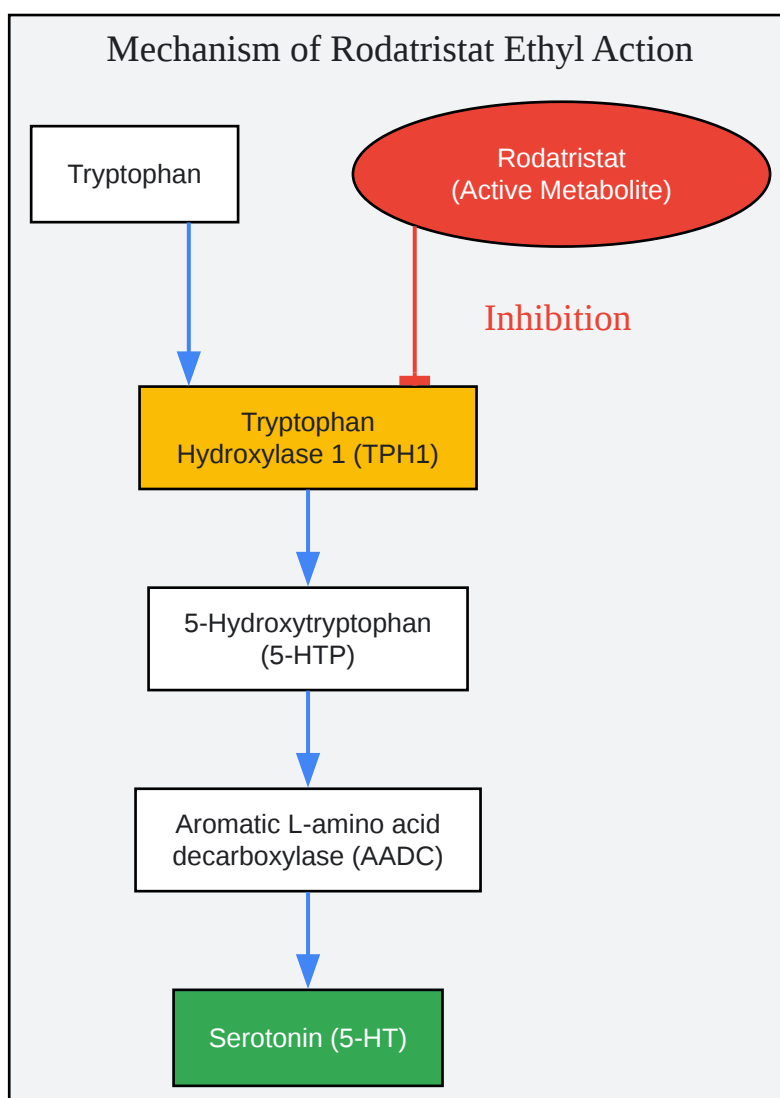 Mechanism of Rodatristat Ethyl Action
Tryptophan
Rodatristat
(Active Metabolite)
Inhibition
Tryptophan
Hydroxylase 1 (TPH1)
5-Hydroxytryptophan
(5-HTP)
Aromatic L-amino acid
decarboxylase (AADC)
Serotonin (5-HT)